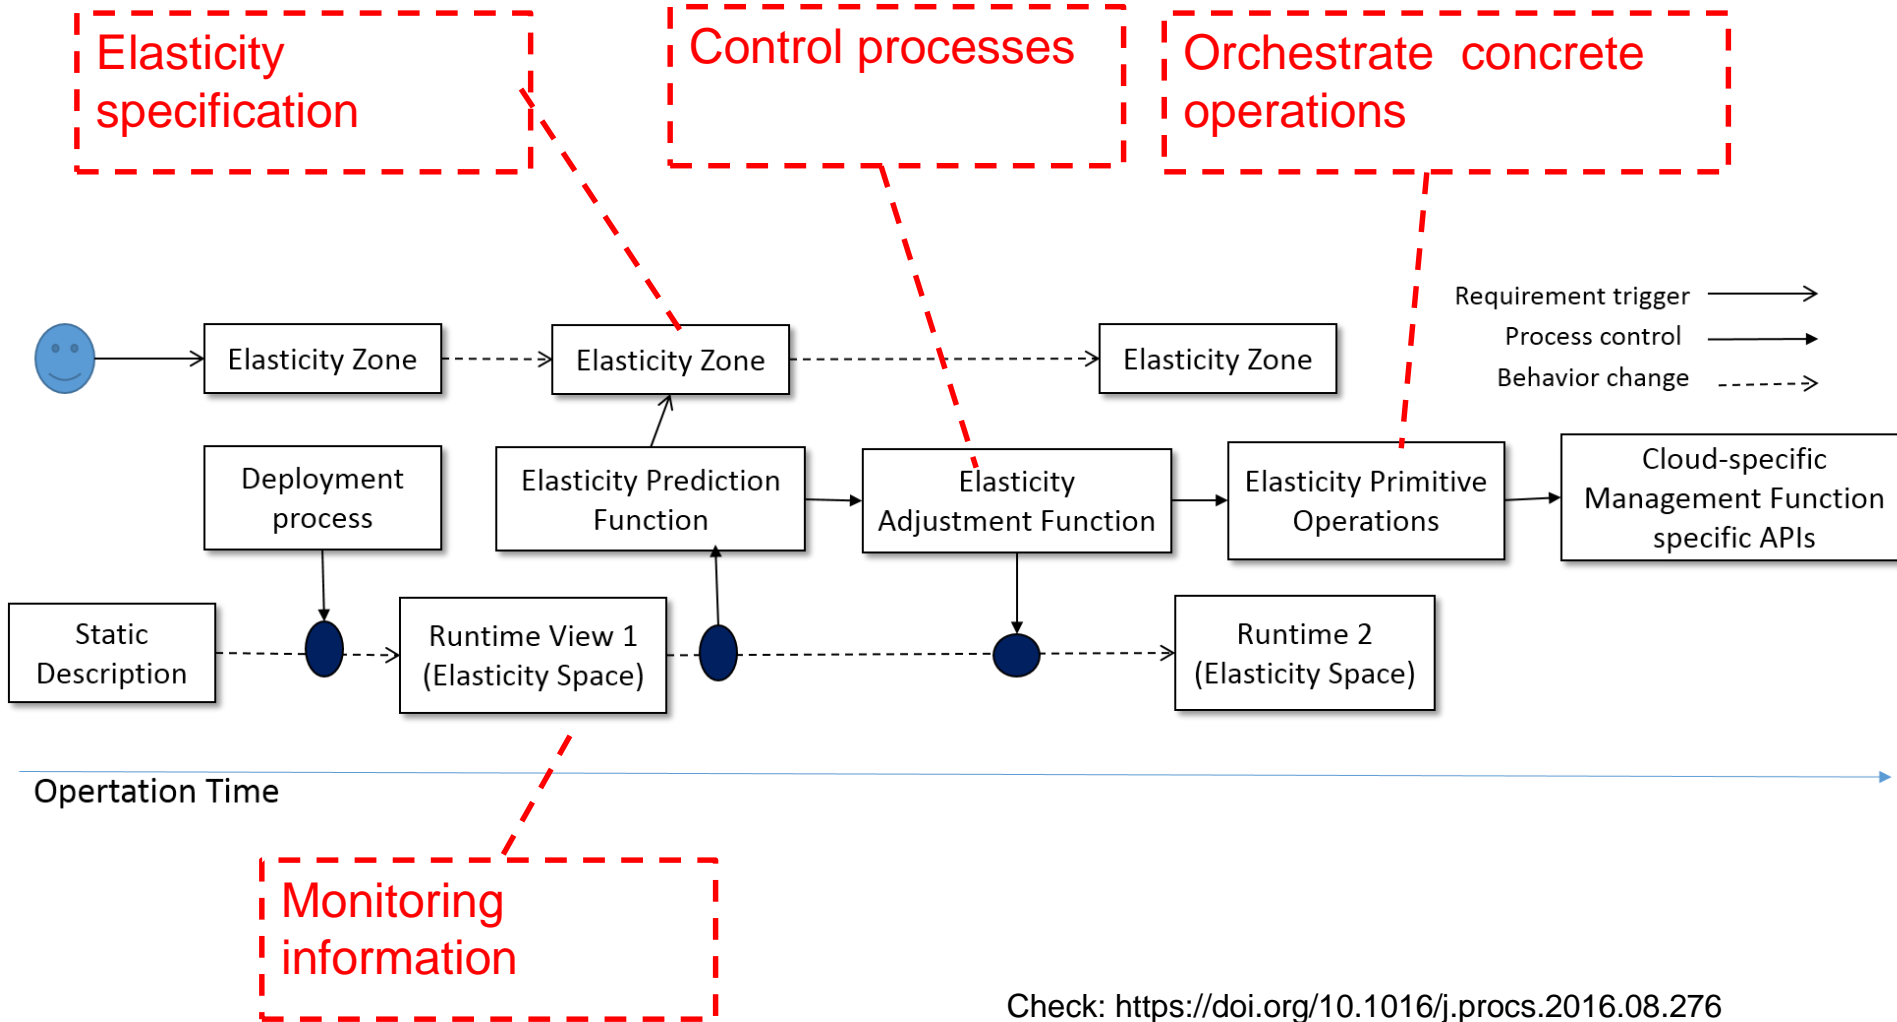 Elasticity
specification
Control processes
Orchestrate concrete
operations
Requirement trigger
Process control
Behavior change
Elasticity Zone
Elasticity Zone
Elasticity Zone
Deployment
process
Elasticity Prediction
Function
Elasticity
Adjustment Function
Elasticity Primitive
Operations
Cloud-specific
Management Function
specific APIs
Static
Description
Runtime View 1
(Elasticity Space)
Runtime 2
(Elasticity Space)
Opertation Time
Monitoring
information
Check: https://doi.org/10.1016/j.procs.2016.08.276